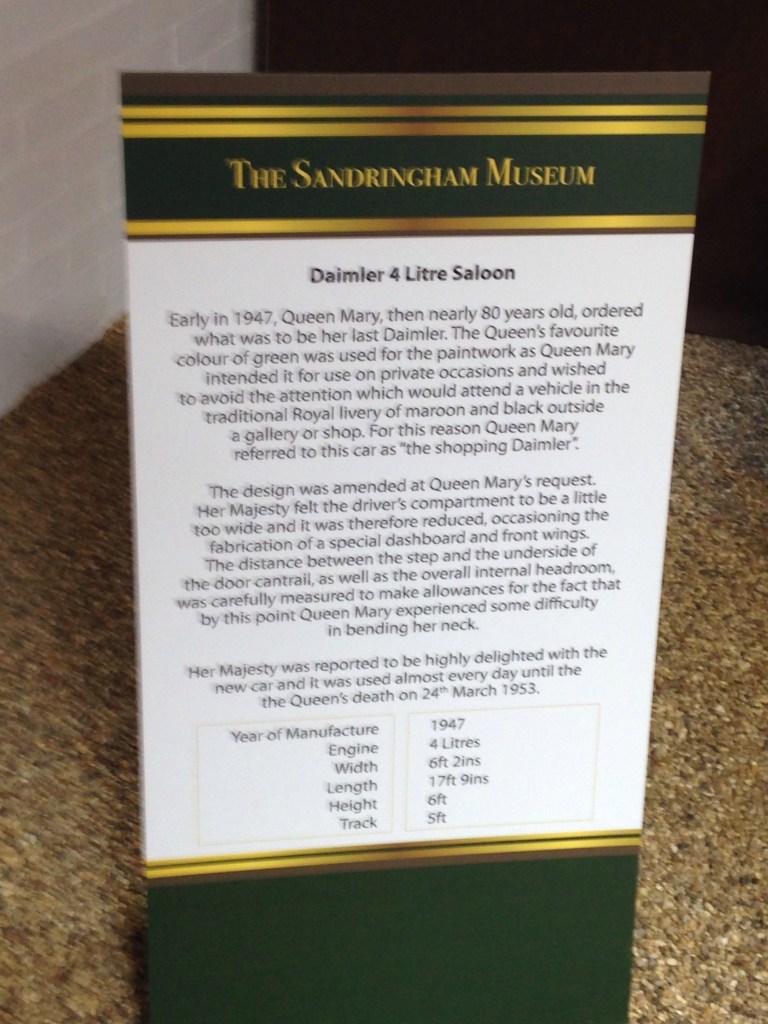 THE SANDRINGHAM MUSEUM
Daimler 4 Litre Saloon
Early in 1947, Queen Mary, then nearly 80 years old, ordered
what was to be her last Daimler. The Queen's favourite
colour of green was used for the paintwork as Queen Mary
intended it for use on private occasions and wished
to avoid the attention which would attend a vehicle in the
traditional Royal livery of maroon and black outside
a gallery or shop. For this reason Queen Mary
referred to this car as "the shopping Daimler".
The design was amended at Queen Mary's request.
Her Majesty felt the driver's compartment to be a little
too wide and it was therefore reduced, occasioning the
fabrication of a special dashboard and front wings.
The distance between the step and the underside of
the door cantrail, as well as the overall internal headroom,
was carefully measured to make allowances for the fact that
by this point Queen Mary experienced some difficulty
in bending her neck.
Her Majesty was reported to be highly delighted with the
new car and it was used almost every day until the
the Queen's death on 24th March 1953.
Year of Manufacture 1947
Engine 4 Litres
Width 6ft 2ins
Length 17ft 9ins
Height 6ft
Track 5ft